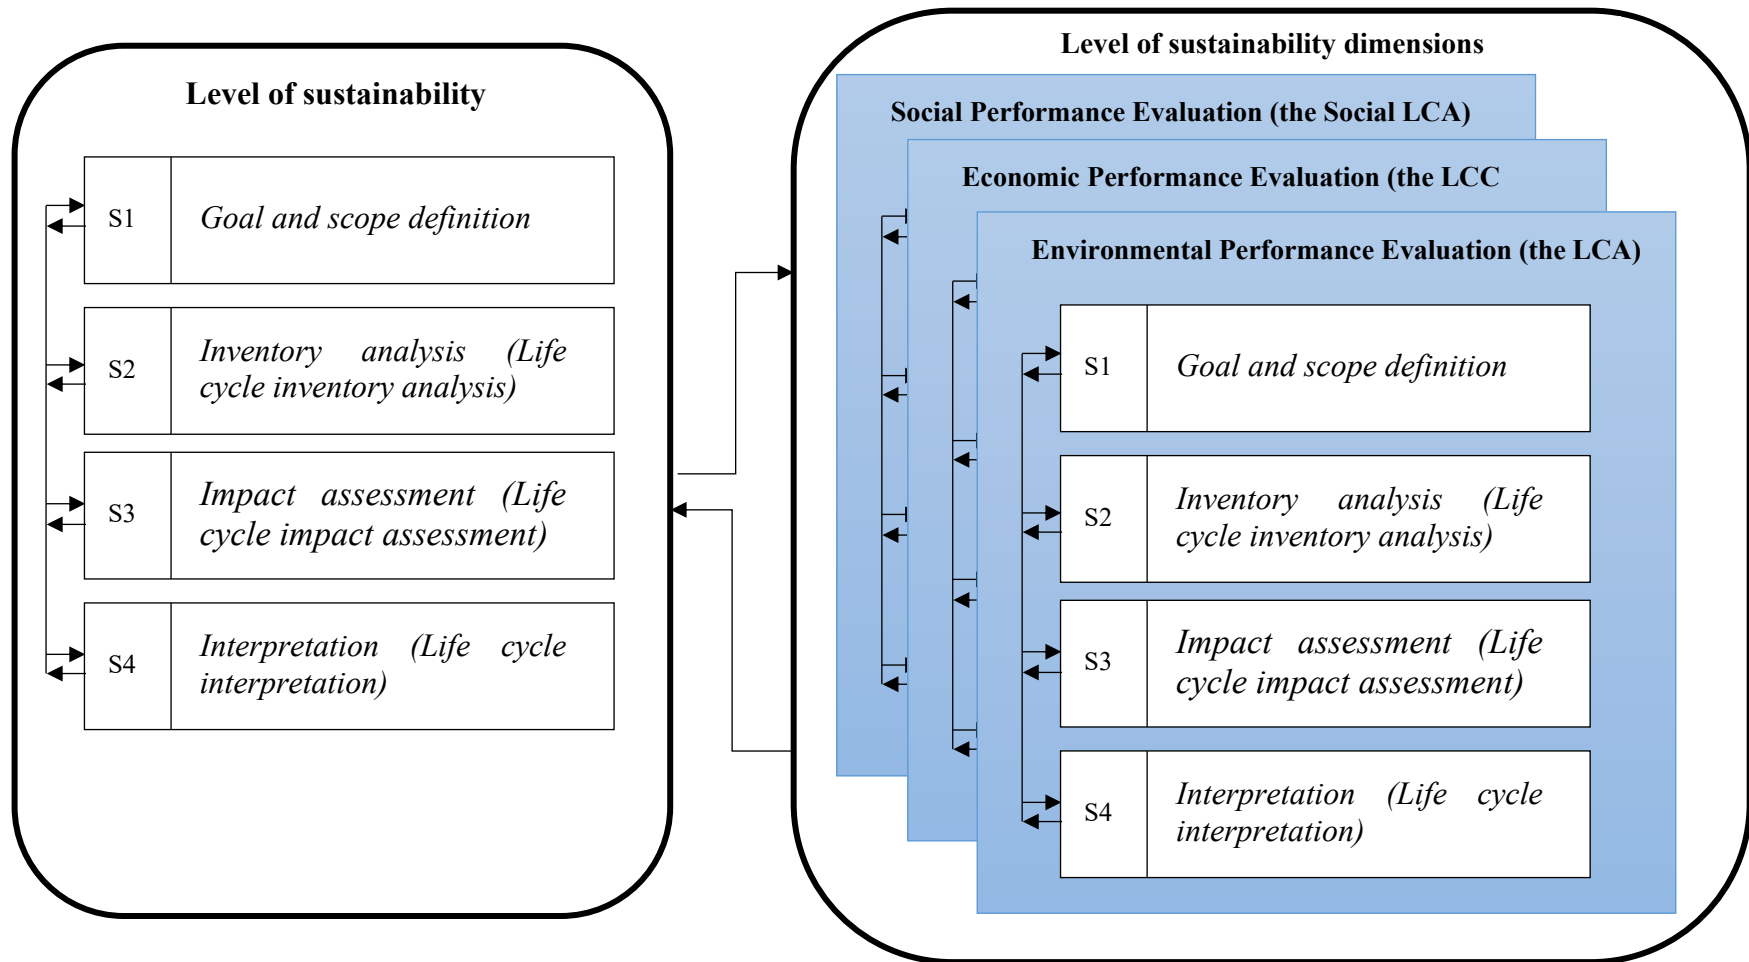 Level of sustainability
S1
Goal and scope definition
S2
Inventory analysis (Life
cycle inventory analysis)
S3
Impact assessment (Life
cycle impact assessment)
S4
Interpretation (Life cycle
interpretation)
Level of sustainability dimensions
Social Performance Evaluation (the Social LCA)
Economic Performance Evaluation (the LCC
Environmental Performance Evaluation (the LCA)
S1
Goal and scope definition
S2
Inventory analysis (Life
cycle inventory analysis)
S3
Impact assessment (Life
cycle impact assessment)
S4
Interpretation (Life cycle
interpretation)